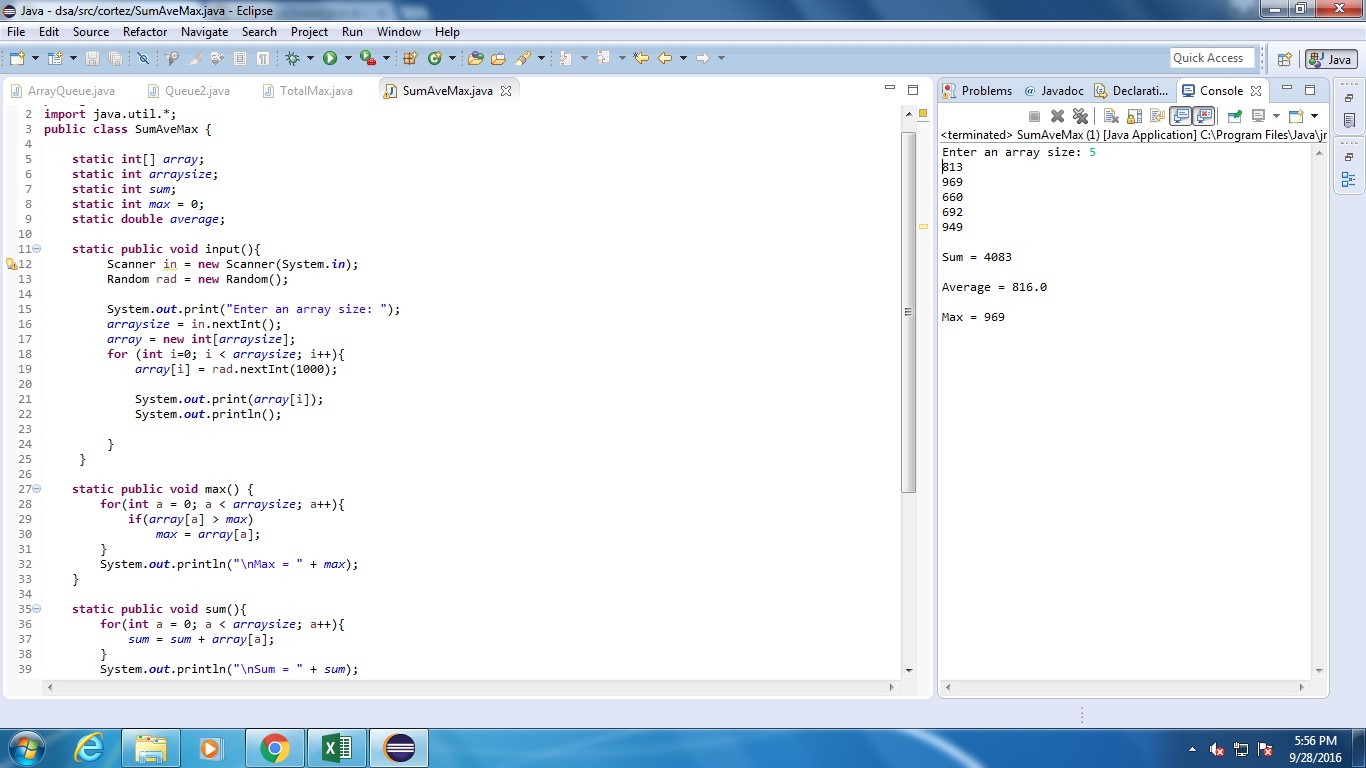 Java - dsa/src/cortez/SumAveMax.java - Eclipse
File Edit Source Refactor Navigate Search Project Run Window Help
Quick Access
Java
ArrayQueue.java Queue2.java TotalMax.java SumAveMax.java
2 import java.util.*;
3 public class SumAveMax {
4
5 static int[] array;
6 static int arraysize;
7 static int sum;
8 static int max = 0;
9 static double average;
10
11 static public void input(){
12 Scanner in = new Scanner(System.in);
13 Random rad = new Random();
14
15 System.out.print("Enter an array size: ");
16 arraysize = in.nextInt();
17 array = new int[arraysize];
18 for (int i=0; i < arraysize; i++){
19 array[i] = rad.nextInt(1000);
20
21 System.out.print(array[i]);
22 System.out.println();
23
24 }
25 }
26
27 static public void max() {
28 for(int a = 0; a < arraysize; a++){
29 if(array[a] > max)
30 max = array[a];
31 }
32 System.out.println("\nMax = " + max);
33 }
34
35 static public void sum(){
36 for(int a = 0; a < arraysize; a++){
37 sum = sum + array[a];
38 }
39 System.out.println("\nSum = " + sum);
Problems @ Javadoc Declarati... Console
<terminated> SumAveMax (1) [Java Application] C:\Program Files\Java\jr
Enter an array size: 5
813
969
660
692
949
Sum = 4083
Average = 816.0
Max = 969
5:56 PM
9/28/2016